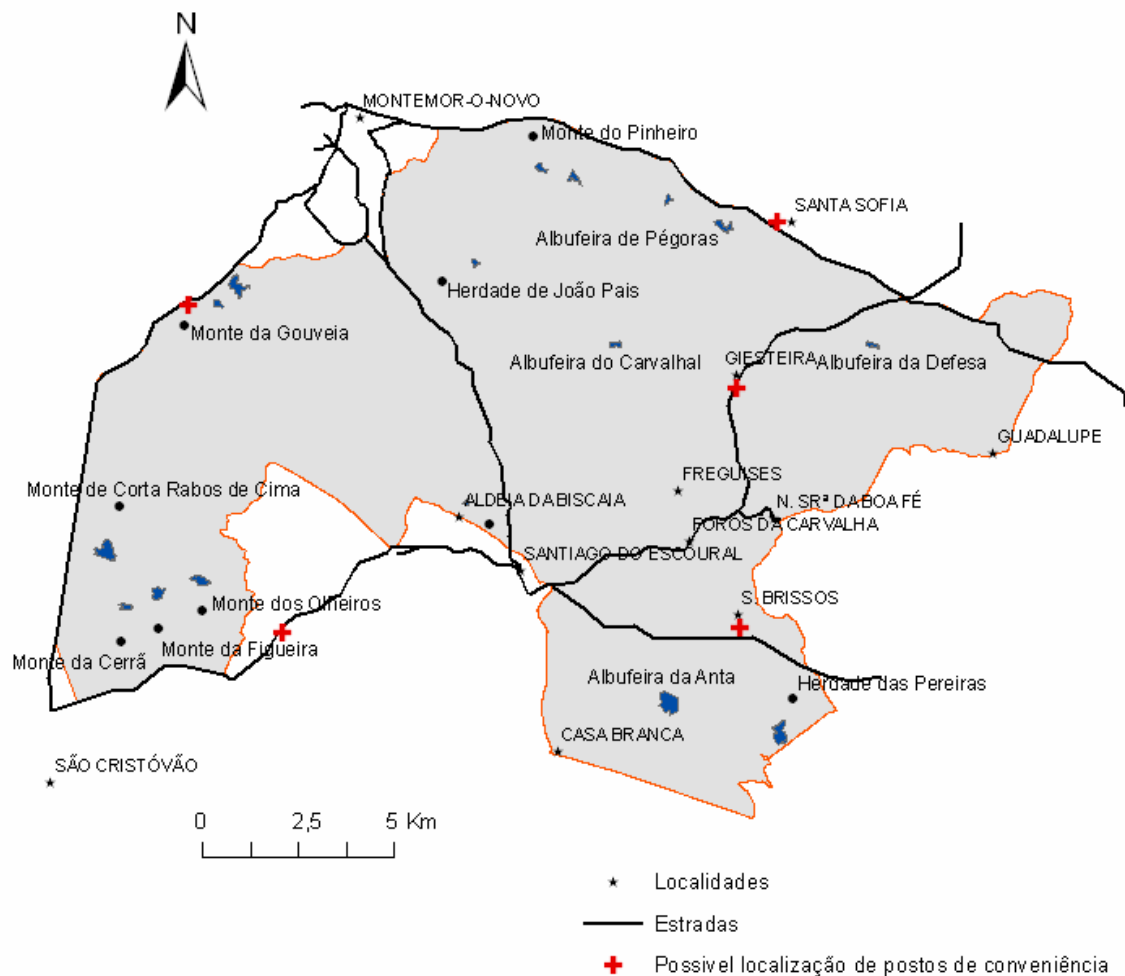 N
MONTEMOR-O-NOVO
Monte do Pinheiro
SANTA SOFIA
Albufeira de Pégoras
Herdade de João Pais
Monte da Gouveia
Albufeira do Carvalhal
GIESTEIRA
Albufeira da Defesa
GUADALUPE
FREGUISES
Monte de Corta Rabos de Cima
ALDEIA DA BISCAIA
N. SRª DA BOA FÉ
FOROS DA CARVALHA
SANTIAGO DO ESCOURAL
Monte dos Olheiros
S. BRISSOS
Monte da Figueira
Monte da Cerrã
Albufeira da Anta
Herdade das Pereiras
CASA BRANCA
SÃO CRISTÓVÃO
0 2,5 5 Km
Localidades
Estradas
Possivel localização de postos de conveniência